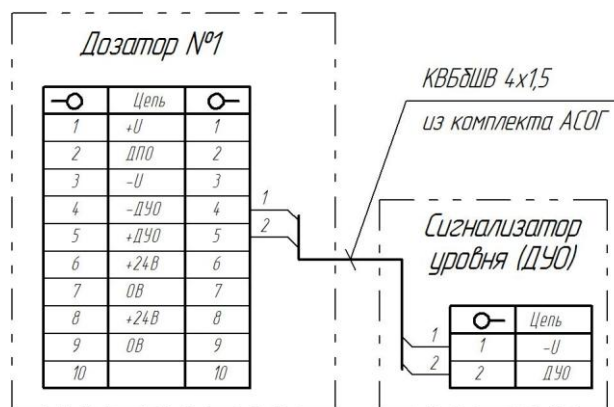 Дозатор №1
Цепь
1 +U 1
2 ДПО 2
3 -U 3
4 -ДУО 4
5 +ДУО 5
6 +24В 6
7 0В 7
8 +24В 8
9 0В 9
10 10
1
2
КВБбШВ 4х1,5
из комплекта АСОГ
Сигнализатор
уровня (ДУО)
Цепь
1 1 -U
2 2 ДУО